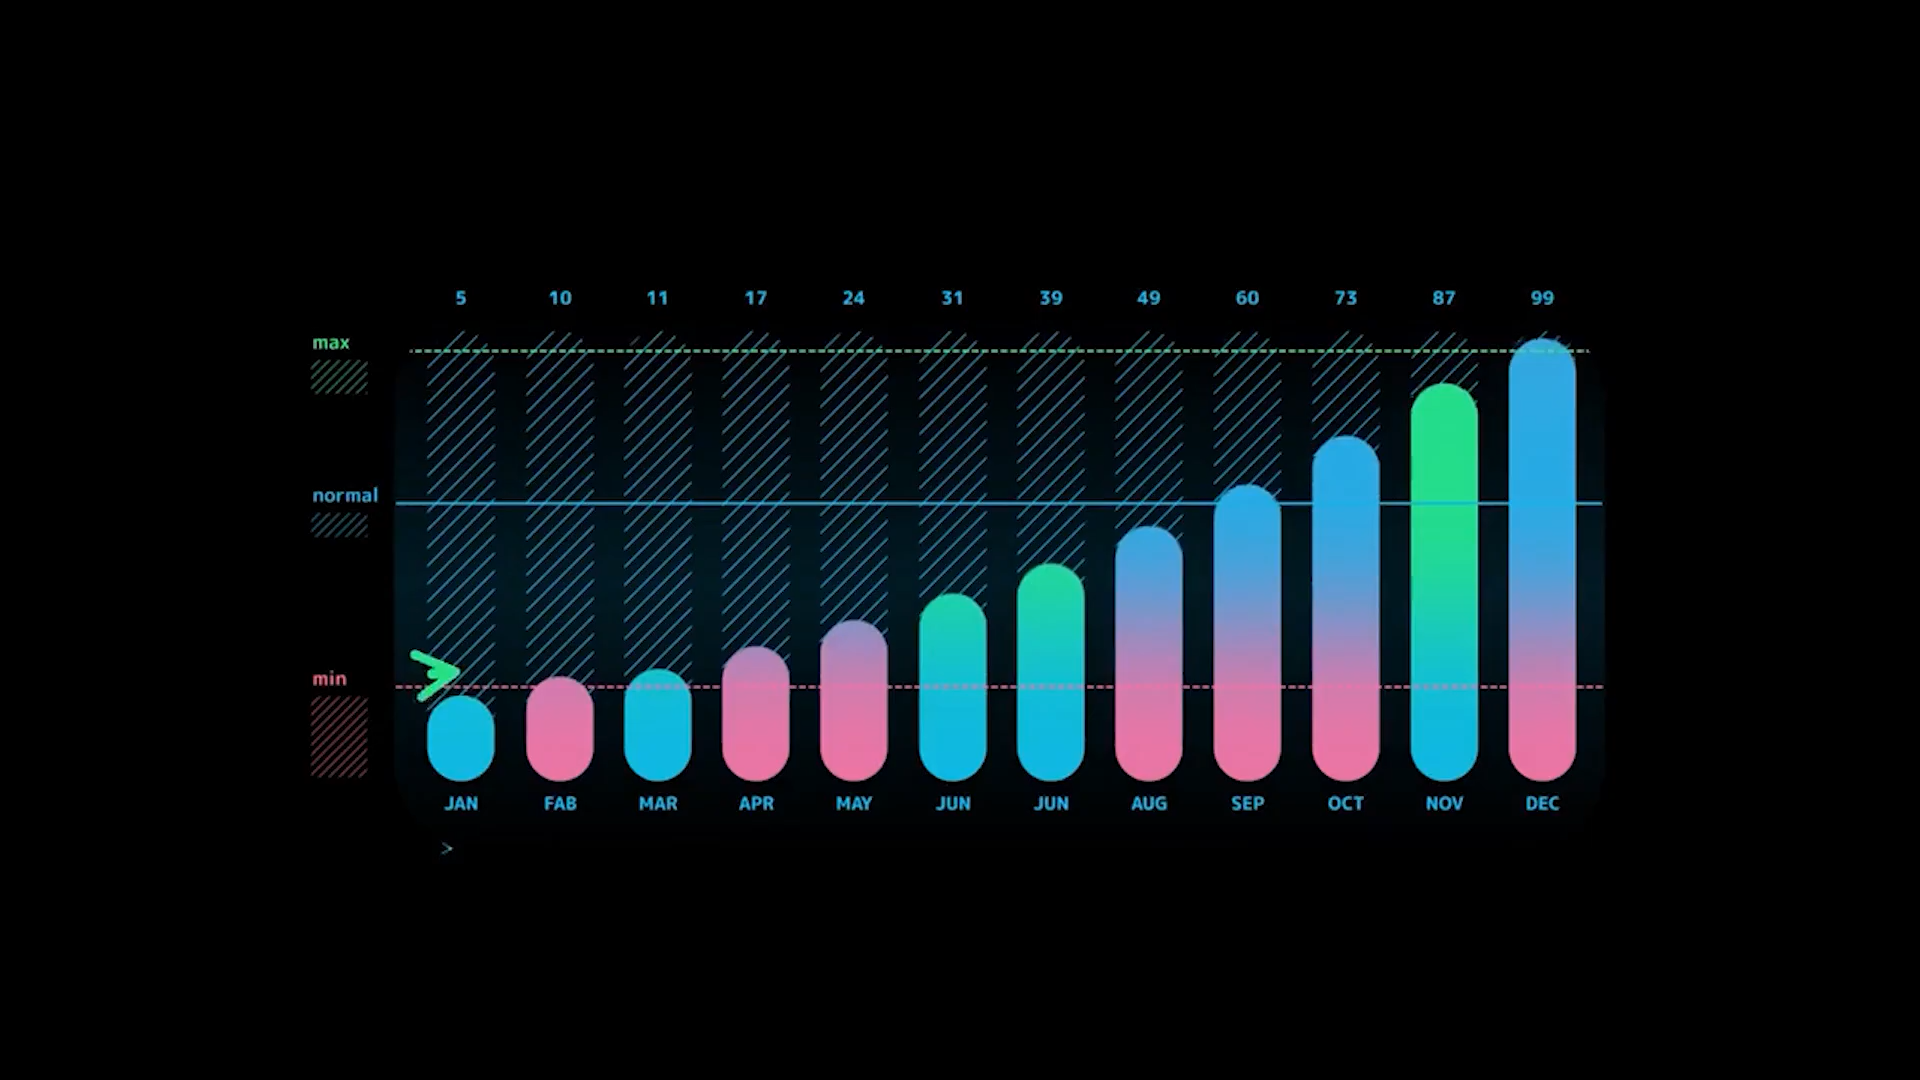 5 10 11 17 24 31 39 49 60 73 87 99
max
normal
min
JAN FAB MAR APR MAY JUN JUN AUG SEP OCT NOV DEC
>